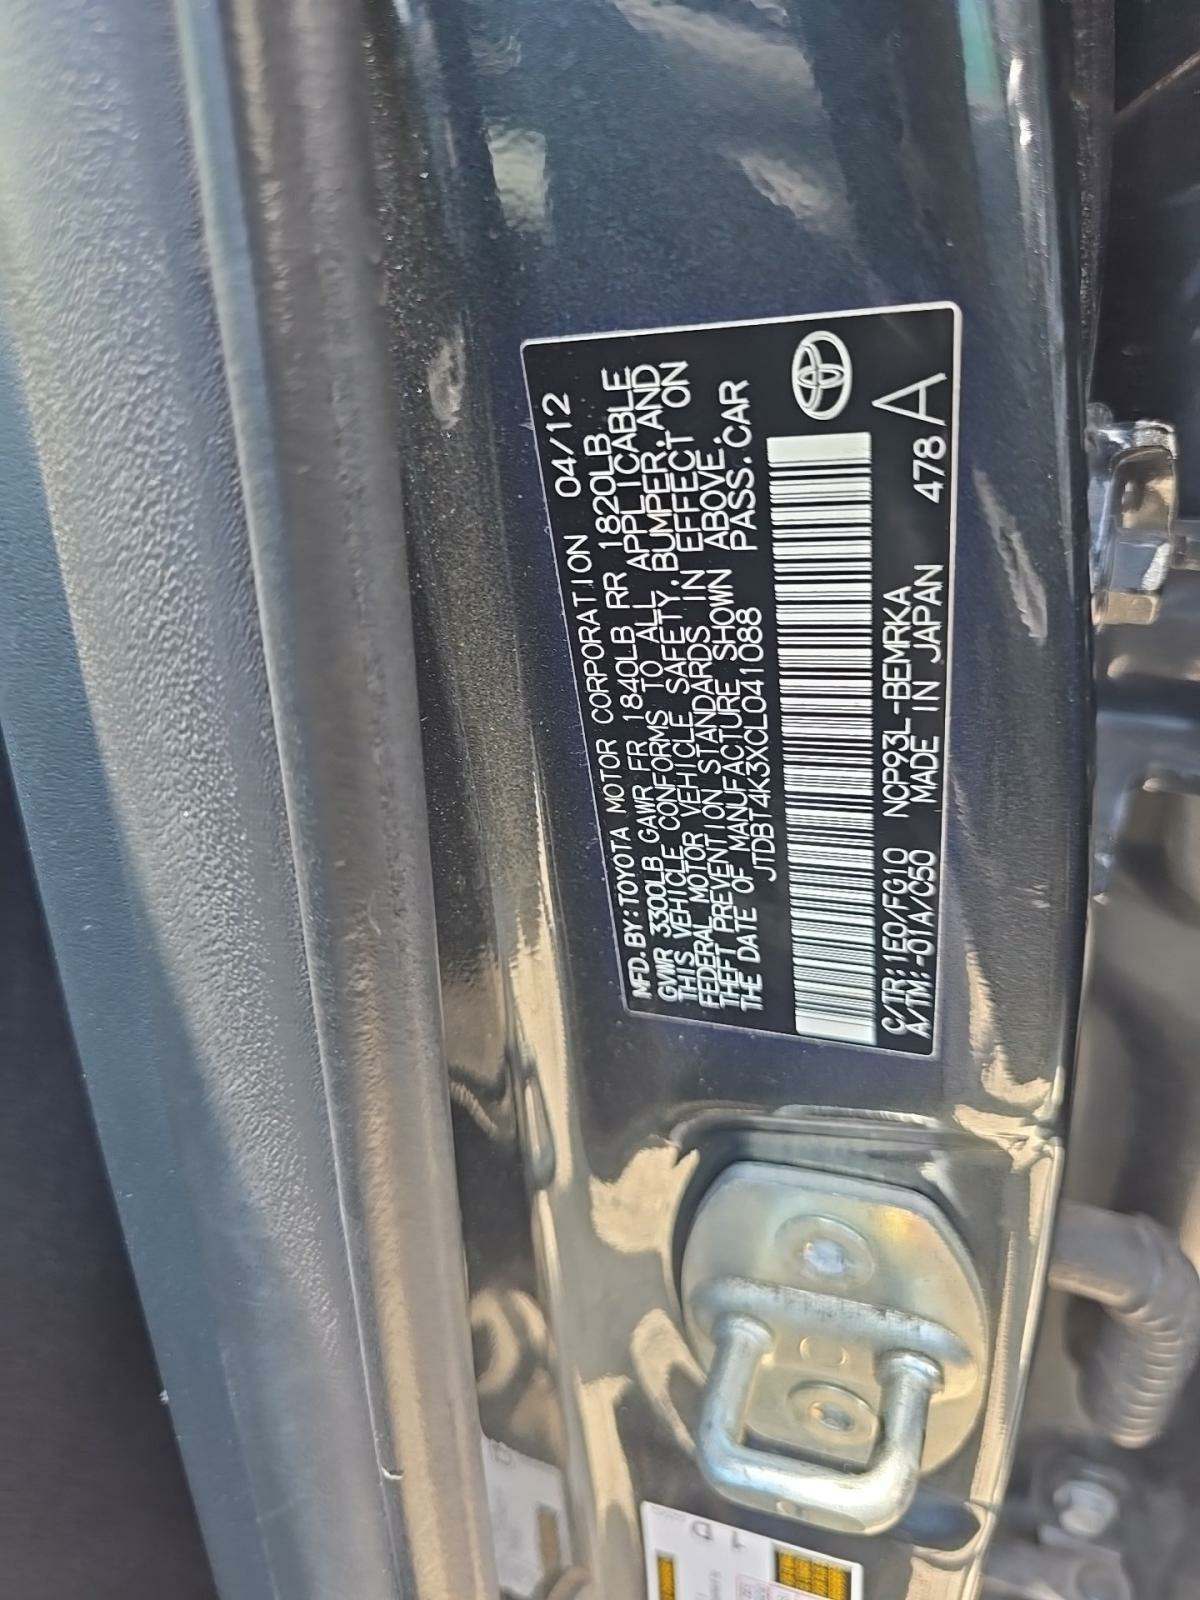 MFD.BY:TOYOTA MOTOR CORPORATION 04/12
GVWR 3300LB GAWR FR 1840LB RR 1820LB
THIS VEHICLE CONFORMS TO ALL APPLICABLE
FEDERAL MOTOR VEHICLE SAFETY,BUMPER,AND
THEFT PREVENTION STANDARDS IN EFFECT ON
THE DATE OF MANUFACTURE SHOWN ABOVE.
JTDBT4K3XCL041088 PASS.CAR
C/TR:1E0/FG10 NCP93L-BEMRKA
A/TM:-01A/C50 MADE IN JAPAN 478 A
1 D